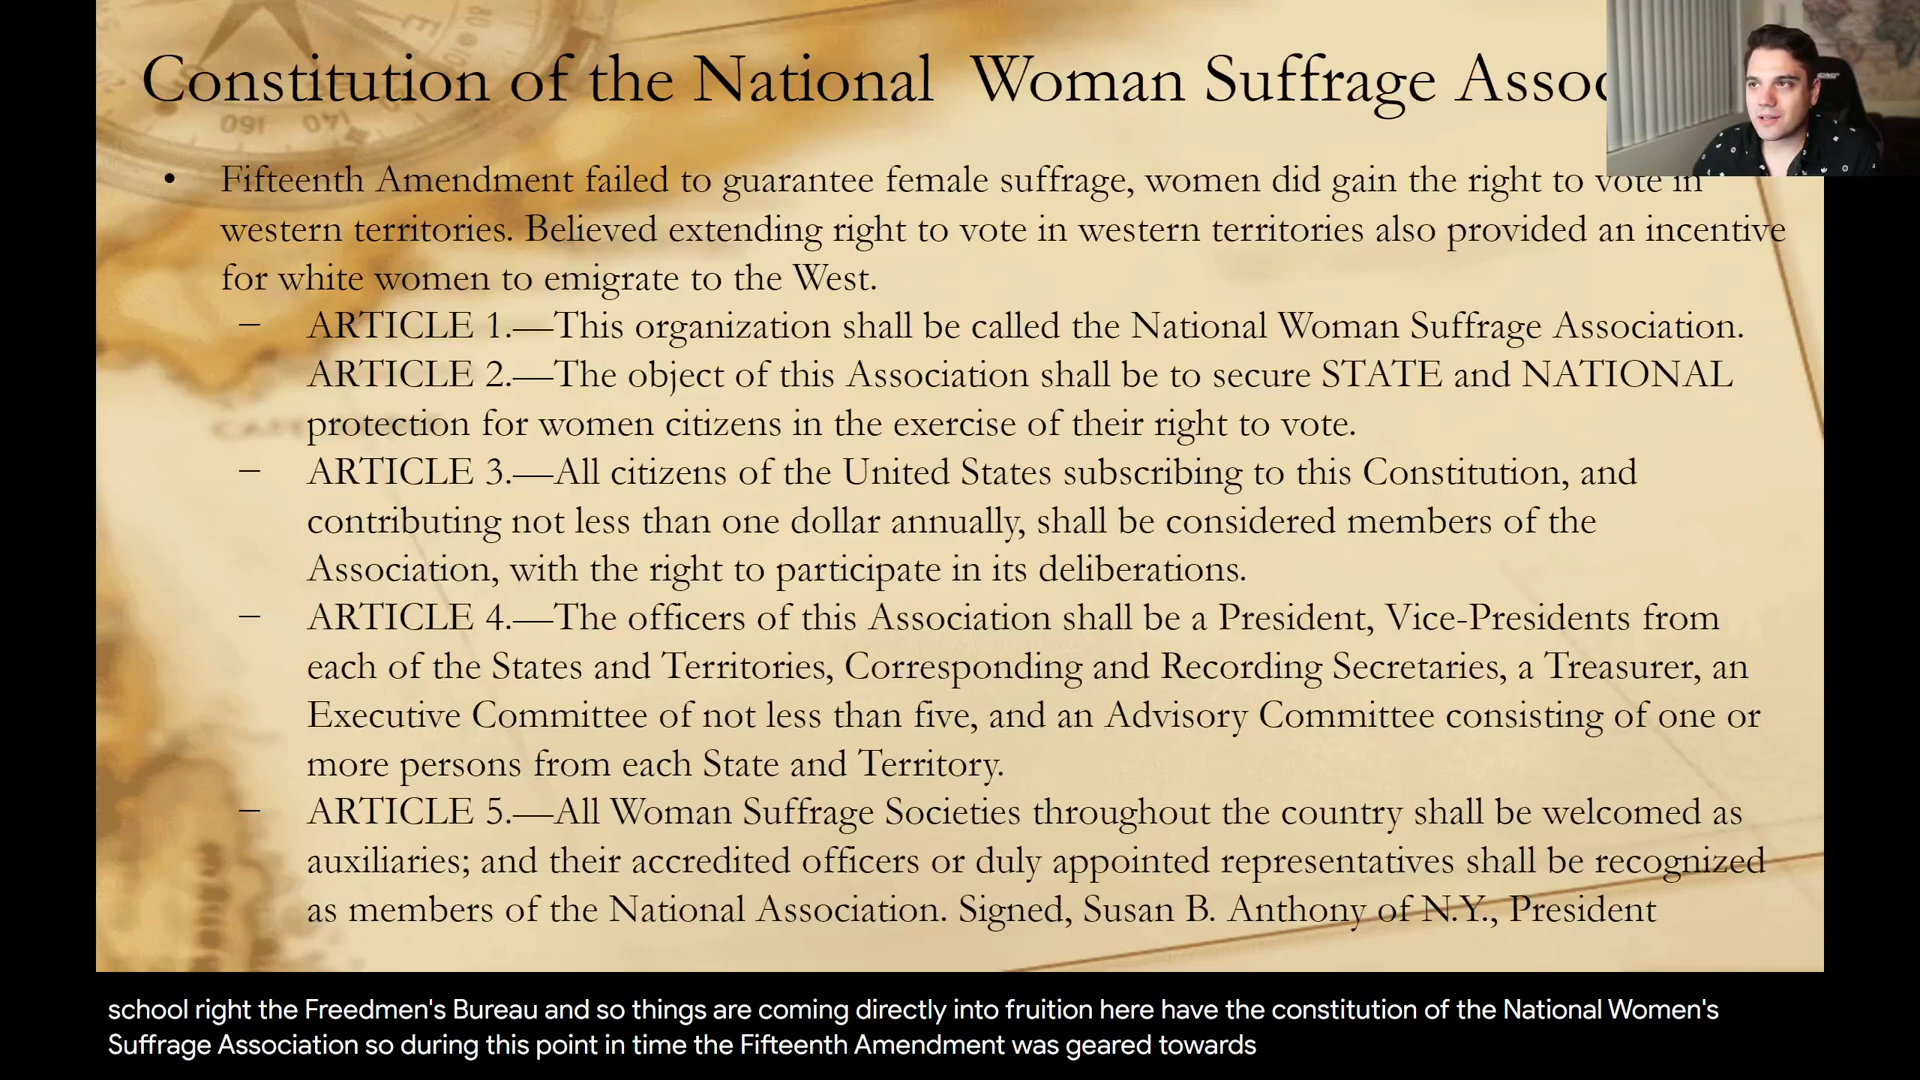 Constitution of the National Woman Suffrage Assoc
• Fifteenth Amendment failed to guarantee female suffrage, women did gain the right to vote in
western territories. Believed extending right to vote in western territories also provided an incentive
for white women to emigrate to the West.
– ARTICLE 1.—This organization shall be called the National Woman Suffrage Association.
ARTICLE 2.—The object of this Association shall be to secure STATE and NATIONAL
protection for women citizens in the exercise of their right to vote.
– ARTICLE 3.—All citizens of the United States subscribing to this Constitution, and
contributing not less than one dollar annually, shall be considered members of the
Association, with the right to participate in its deliberations.
– ARTICLE 4.—The officers of this Association shall be a President, Vice-Presidents from
each of the States and Territories, Corresponding and Recording Secretaries, a Treasurer, an
Executive Committee of not less than five, and an Advisory Committee consisting of one or
more persons from each State and Territory.
– ARTICLE 5.—All Woman Suffrage Societies throughout the country shall be welcomed as
auxiliaries; and their accredited officers or duly appointed representatives shall be recognized
as members of the National Association. Signed, Susan B. Anthony of N.Y., President
school right the Freedmen's Bureau and so things are coming directly into fruition here have the constitution of the National Women's
Suffrage Association so during this point in time the Fifteenth Amendment was geared towards